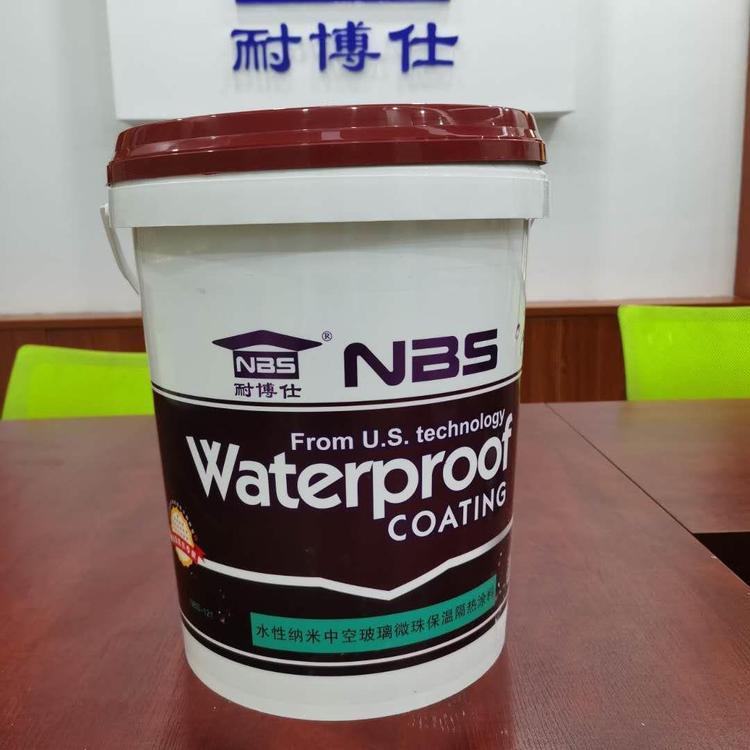 耐博仕
NBS
®
耐博仕
NBS
From U.S. technology
Waterproof
COATING
水性纳米中空玻璃微珠保温隔热涂料